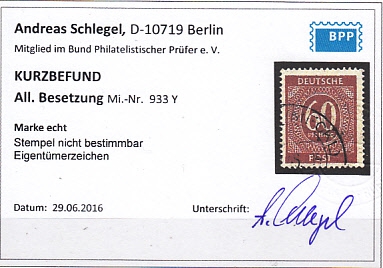 Andreas Schlegel, D-10719 Berlin
Mitglied im Bund Philatelistischer Prüfer e. V.
BPP
KURZBEFUND
All. Besetzung Mi.-Nr. 933 Y
Marke echt
Stempel nicht bestimmbar
Eigentümerzeichen
DEUTSCHE
60
POST
Datum: 29.06.2016
Unterschrift: